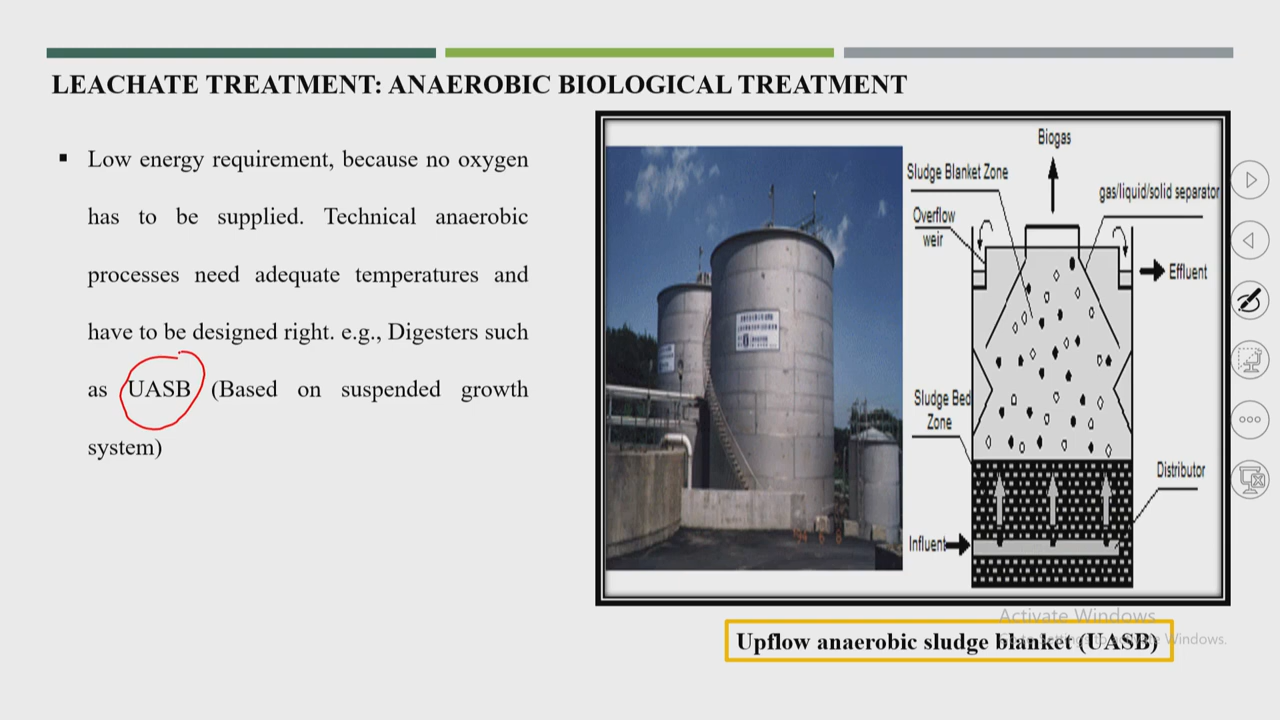 LEACHATE TREATMENT: ANAEROBIC BIOLOGICAL TREATMENT
▪ Low energy requirement, because no oxygen
has to be supplied. Technical anaerobic
processes need adequate temperatures and
have to be designed right. e.g., Digesters such
as UASB (Based on suspended growth
system)
Biogas
Sludge Blanket Zone
gas/liquid/solid separator
Overflow
weir
Effluent
Sludge Bed
Zone
Distributor
Influent
Activate Windows
Upflow anaerobic sludge blanket (UASB)
Windows.